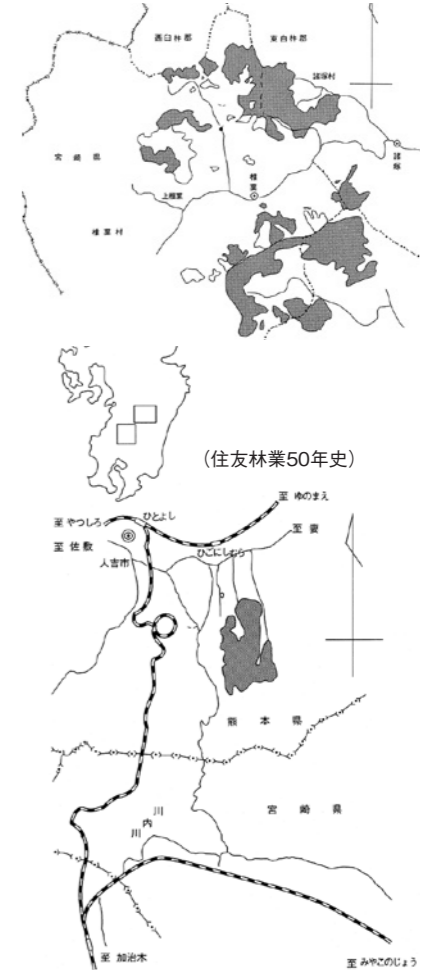 西臼杵郡
東臼杵郡
諸塚村
宮崎県
諸塚
椎葉
上椎葉
椎葉村
(住友林業50年史)
至 ゆのまえ
ひとよし
至 やつしろ
至 妻
至 佐敷
ひごにしむら
人吉市
熊本県
宮崎県
川内川
至 加治木
至 みやこのじょう